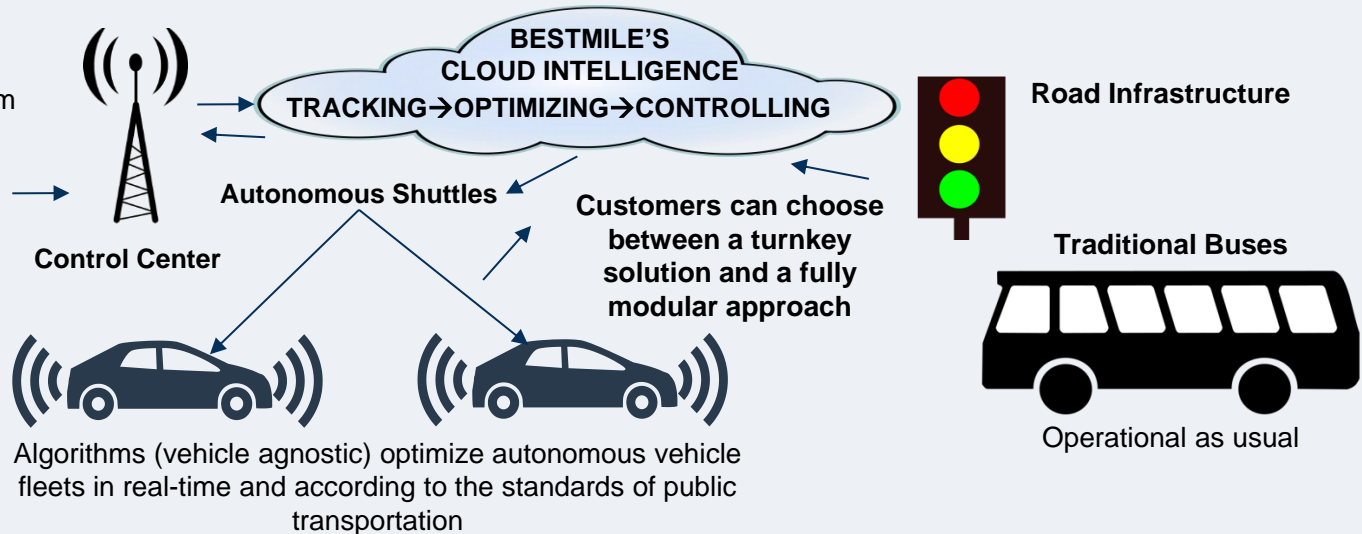 BESTMILE'S
CLOUD INTELLIGENCE
TRACKING→OPTIMIZING→CONTROLLING
m
Road Infrastructure
Autonomous Shuttles
Customers can choose
between a turnkey
solution and a fully
modular approach
Control Center
Traditional Buses
Operational as usual
Algorithms (vehicle agnostic) optimize autonomous vehicle
fleets in real-time and according to the standards of public
transportation